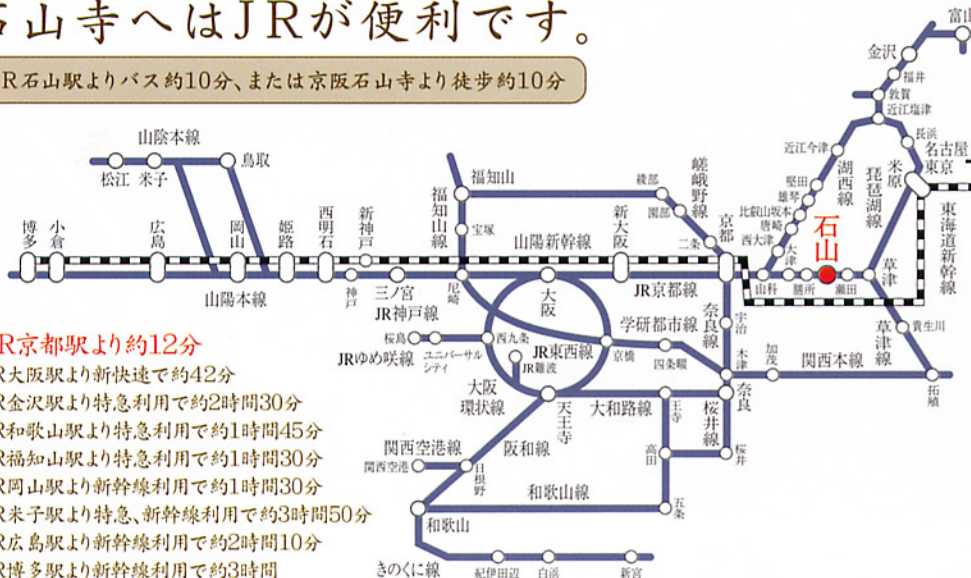 石山寺へはJRが便利です。
R石山駅よりバス約10分、または京阪石山寺より徒歩約10分
富山
金沢
福井
敦賀
近江塩津
長浜
近江今津
名古屋
東京
米原
湖西線
琵琶湖線
堅田
雄琴
比叡山坂本
唐崎
西大津
大津
石山
東海道新幹線
山陰本線
松江
米子
鳥取
福知山
綾部
園部
嵯峨野線
二条
京都
福知山線
宝塚
博多
小倉
広島
岡山
姫路
西明石
新神戸
山陽新幹線
新大阪
山陽本線
神戸
三ノ宮
JR神戸線
尼崎
大阪
JR京都線
山科
膳所
瀬田
草津
奈良線
宇治
学研都市線
草津線
貴生川
桜島
ユニバーサル
シティ
西九条
JRゆめ咲線
JR難波
JR東西線
京橋
四条畷
木津
加茂
関西本線
柘植
大阪
環状線
天王寺
大和路線
王寺
奈良
桜井線
高田
桜井
関西空港線
関西空港
日根野
阪和線
和歌山線
五条
和歌山
きのくに線
紀伊田辺
白浜
新宮
R京都駅より約12分
R大阪駅より新快速で約42分
R金沢駅より特急利用で約2時間30分
R和歌山駅より特急利用で約1時間45分
R福知山駅より特急利用で約1時間30分
R岡山駅より新幹線利用で約1時間30分
R米子駅より特急、新幹線利用で約3時間50分
R広島駅より新幹線利用で約2時間10分
R博多駅より新幹線利用で約3時間